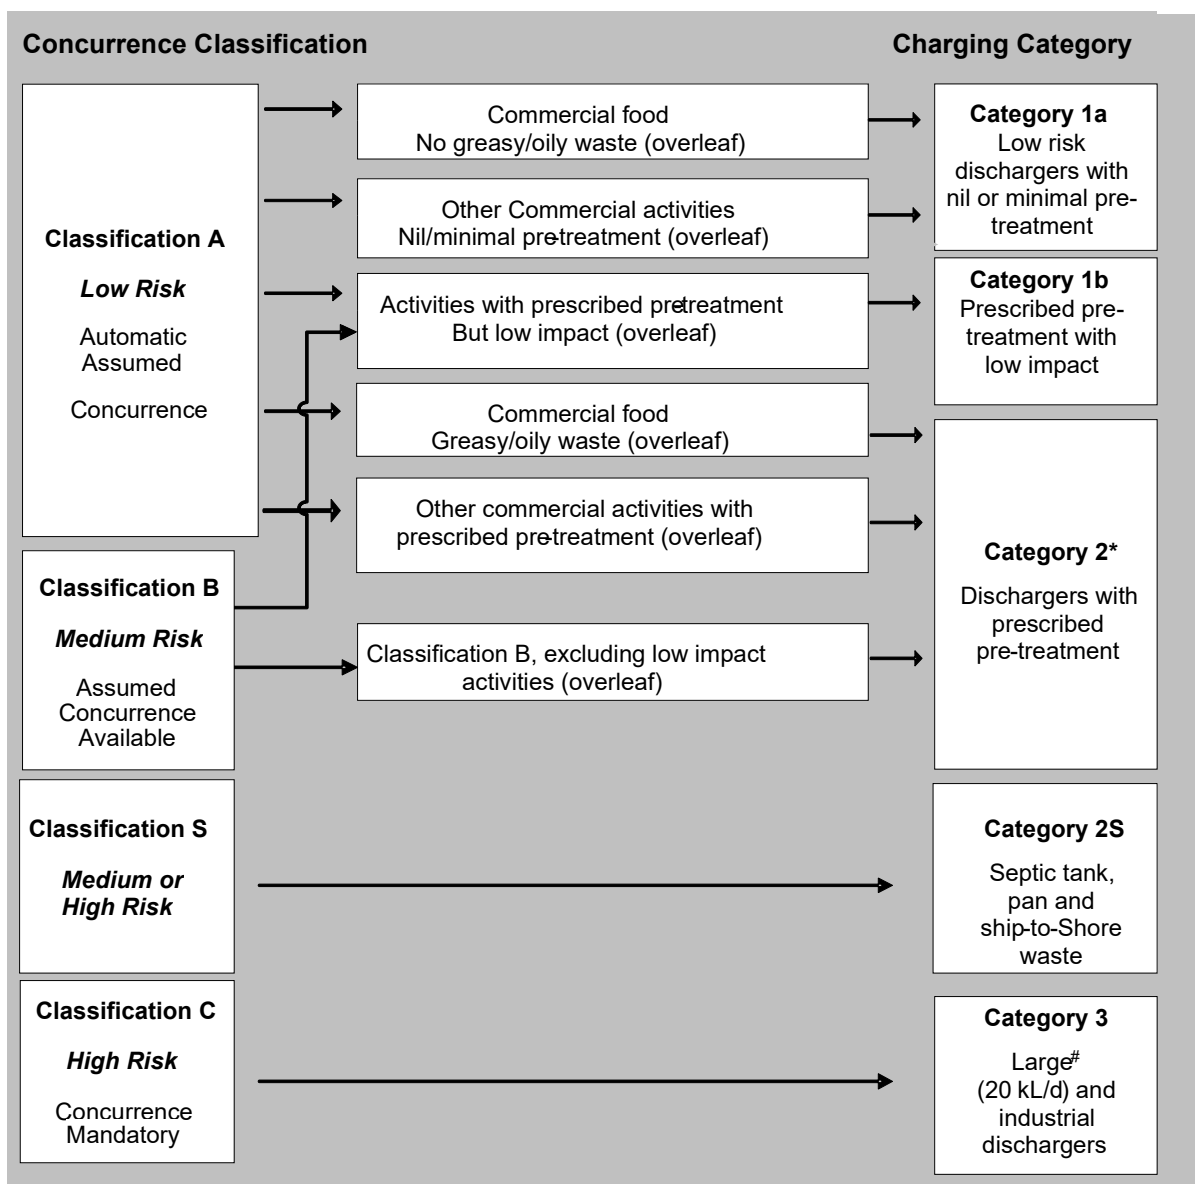 Concurrence Classification
Charging Category
Classification A
Low Risk
Automatic
Assumed
Concurrence
Commercial food
No greasy/oily waste (overleaf)
Other Commercial activities
Nil/minimal pre-treatment (overleaf)
Category 1a
Low risk
dischargers with
nil or minimal pre-
treatment
Activities with prescribed pre-treatment
But low impact (overleaf)
Category 1b
Prescribed pre-
treatment with
low impact
Commercial food
Greasy/oily waste (overleaf)
Other commercial activities with
prescribed pre-treatment (overleaf)
Classification B
Medium Risk
Assumed
Concurrence
Available
Classification B, excluding low impact
activities (overleaf)
Category 2*
Dischargers with
prescribed
pre-treatment
Classification S
Medium or
High Risk
Category 2S
Septic tank,
pan and
ship-to-Shore
waste
Classification C
High Risk
Concurrence
Mandatory
Category 3
Large#
(20 kL/d) and
industrial
dischargers